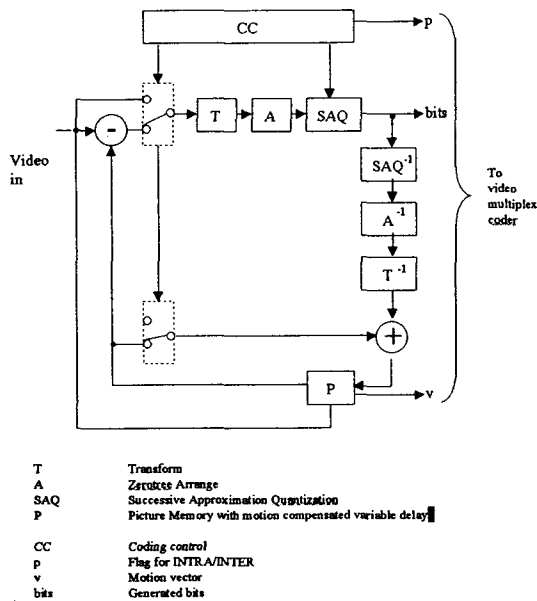 CC
p
T
A
SAQ
bits
-
Video
in
SAQ-1
A-1
T-1
To
video
multiplex
coder
+
P
v
T Transform
A Zerotree Arrange
SAQ Successive Approximation Quantization
P Picture Memory with motion compensated variable delay
CC Coding control
p Flag for INTRA/INTER
v Motion vector
bits Generated bits